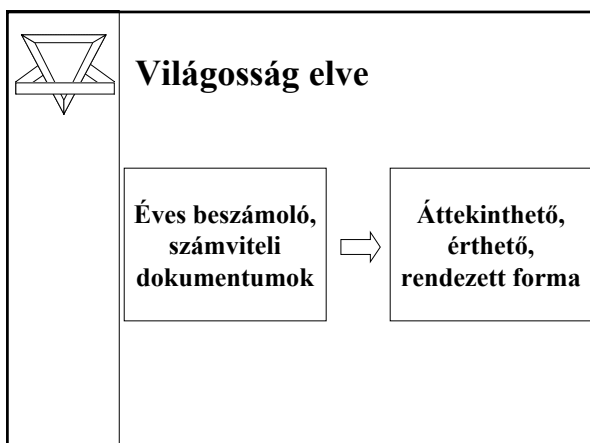 Világosság elve
Éves beszámoló,
számviteli
dokumentumok
Áttekinthető,
érthető,
rendezett forma